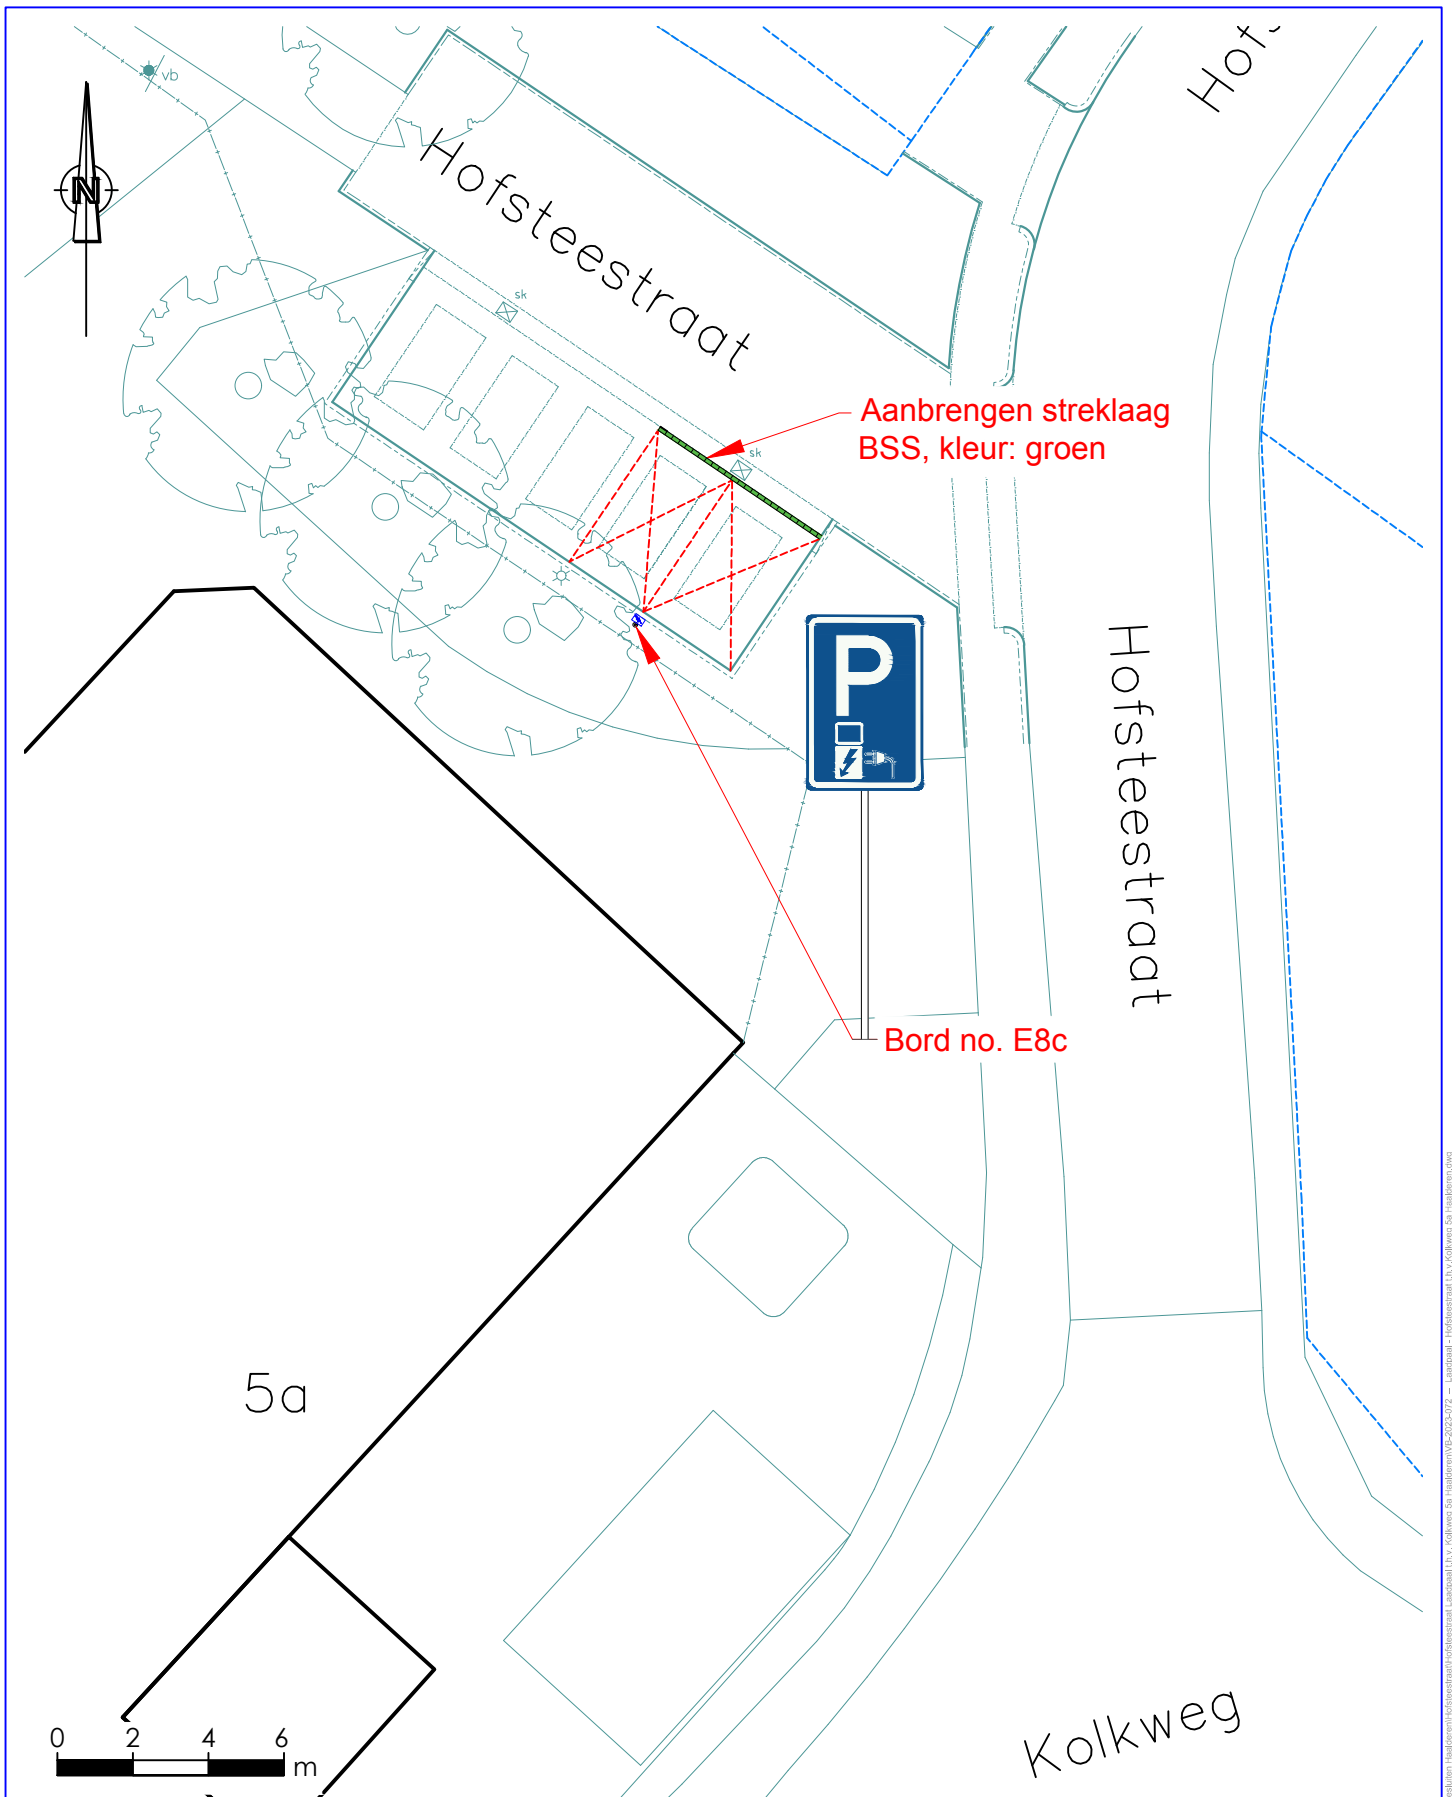 vb
N
Hofsteestraat
sk
Aanbrengen streklaag
BSS, kleur: groen
sk
P
Hofsteestraat
Bord no. E8c
5a
0 2 4 6 m
Kolkweg